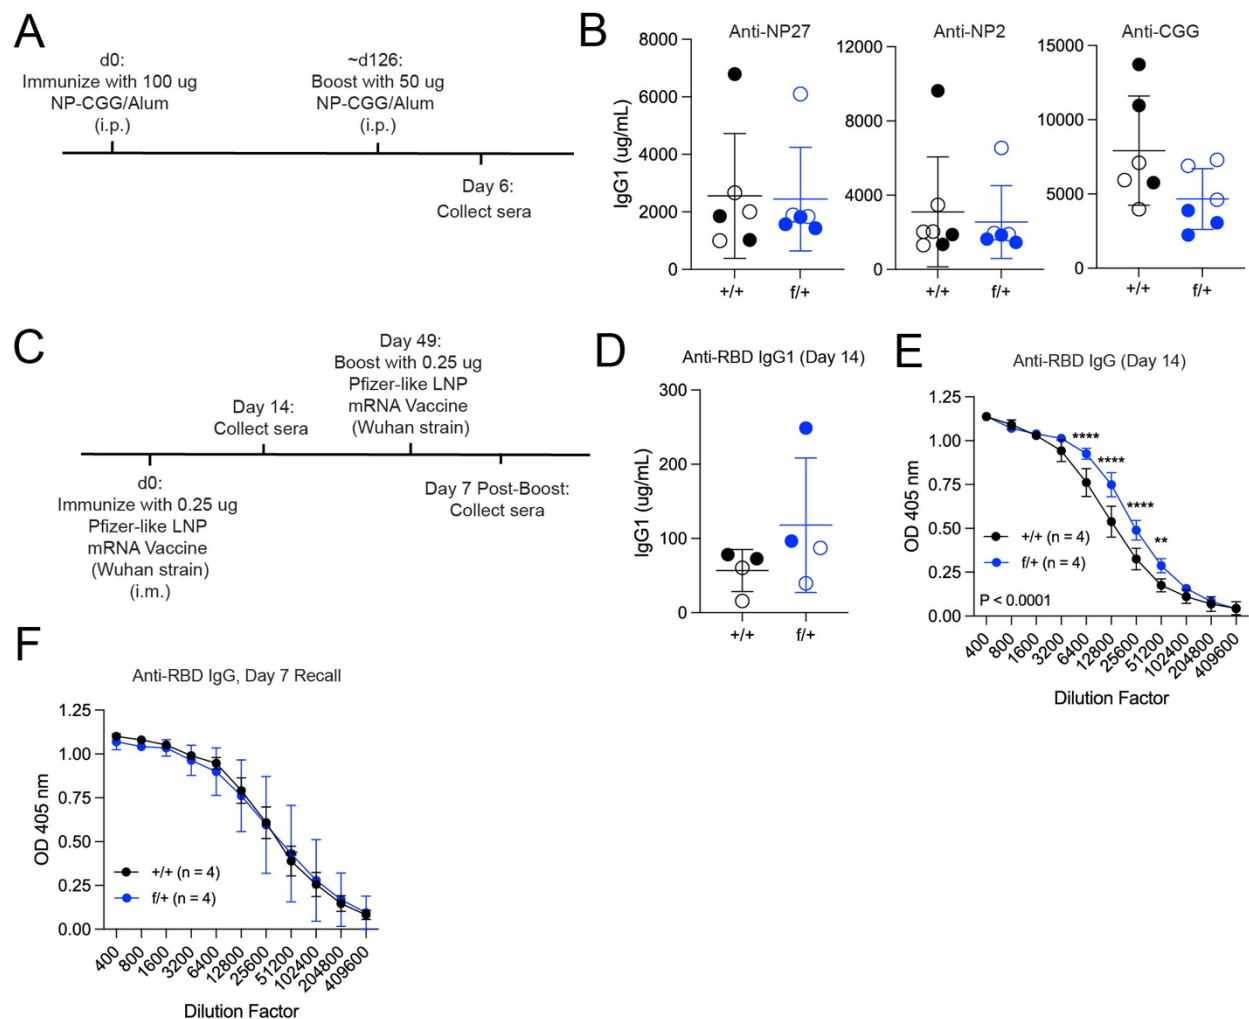 A
d0:
Immunize with 100 ug
NP-CGG/Alum
(i.p.)
~d126:
Boost with 50 ug
NP-CGG/Alum
(i.p.)
Day 6:
Collect sera
B
Anti-NP27
IgG1 (ug/mL)
8000
6000
4000
2000
0
+/+
f/+
Anti-NP2
12000
8000
4000
0
+/+
f/+
Anti-CGG
15000
10000
5000
0
+/+
f/+
C
d0:
Immunize with 0.25 ug
Pfizer-like LNP
mRNA Vaccine
(Wuhan strain)
(i.m.)
Day 14:
Collect sera
Day 49:
Boost with 0.25 ug
Pfizer-like LNP
mRNA Vaccine
(Wuhan strain)
Day 7 Post-Boost:
Collect sera
D
Anti-RBD IgG1 (Day 14)
IgG1 (ug/mL)
300
200
100
0
+/+
f/+
E
Anti-RBD IgG (Day 14)
OD 405 nm
1.25
1.00
0.75
0.50
0.25
0.00
****
****
****
**
+/+ (n = 4)
f/+ (n = 4)
P < 0.0001
400
800
1600
3200
6400
12800
25600
51200
102400
204800
409600
Dilution Factor
F
Anti-RBD IgG, Day 7 Recall
OD 405 nm
1.25
1.00
0.75
0.50
0.25
0.00
+/+ (n = 4)
f/+ (n = 4)
400
800
1600
3200
6400
12800
25600
51200
102400
204800
409600
Dilution Factor